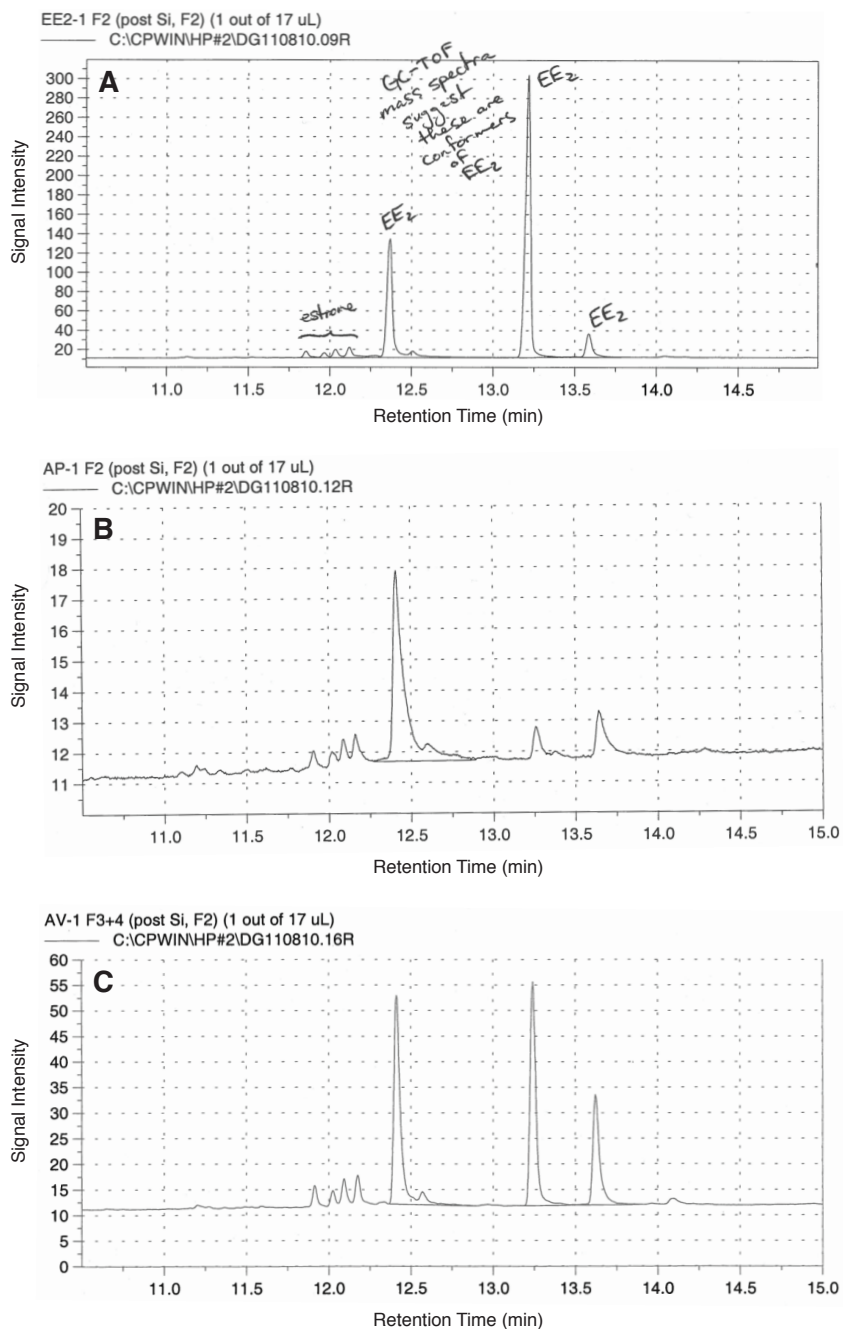 EE2-1 F2 (post Si, F2) (1 out of 17 uL)
C:\CPWIN\HP#2\DG110810.09R
A
GC-TOF
mass spectra
suggest
these are
conformers
of
EE₂
EE₂
EE₂
estrone
EE₂
Signal Intensity
300
280
260
240
220
200
180
160
140
120
100
80
60
40
20
11.0 11.5 12.0 12.5 13.0 13.5 14.0 14.5
Retention Time (min)
AP-1 F2 (post Si, F2) (1 out of 17 uL)
C:\CPWIN\HP#2\DG110810.12R
B
Signal Intensity
20
19
18
17
16
15
14
13
12
11
11.0 11.5 12.0 12.5 13.0 13.5 14.0 14.5 15.0
Retention Time (min)
AV-1 F3+4 (post Si, F2) (1 out of 17 uL)
C:\CPWIN\HP#2\DG110810.16R
C
Signal Intensity
60
55
50
45
40
35
30
25
20
15
10
5
0
11.0 11.5 12.0 12.5 13.0 13.5 14.0 14.5 15.0
Retention Time (min)